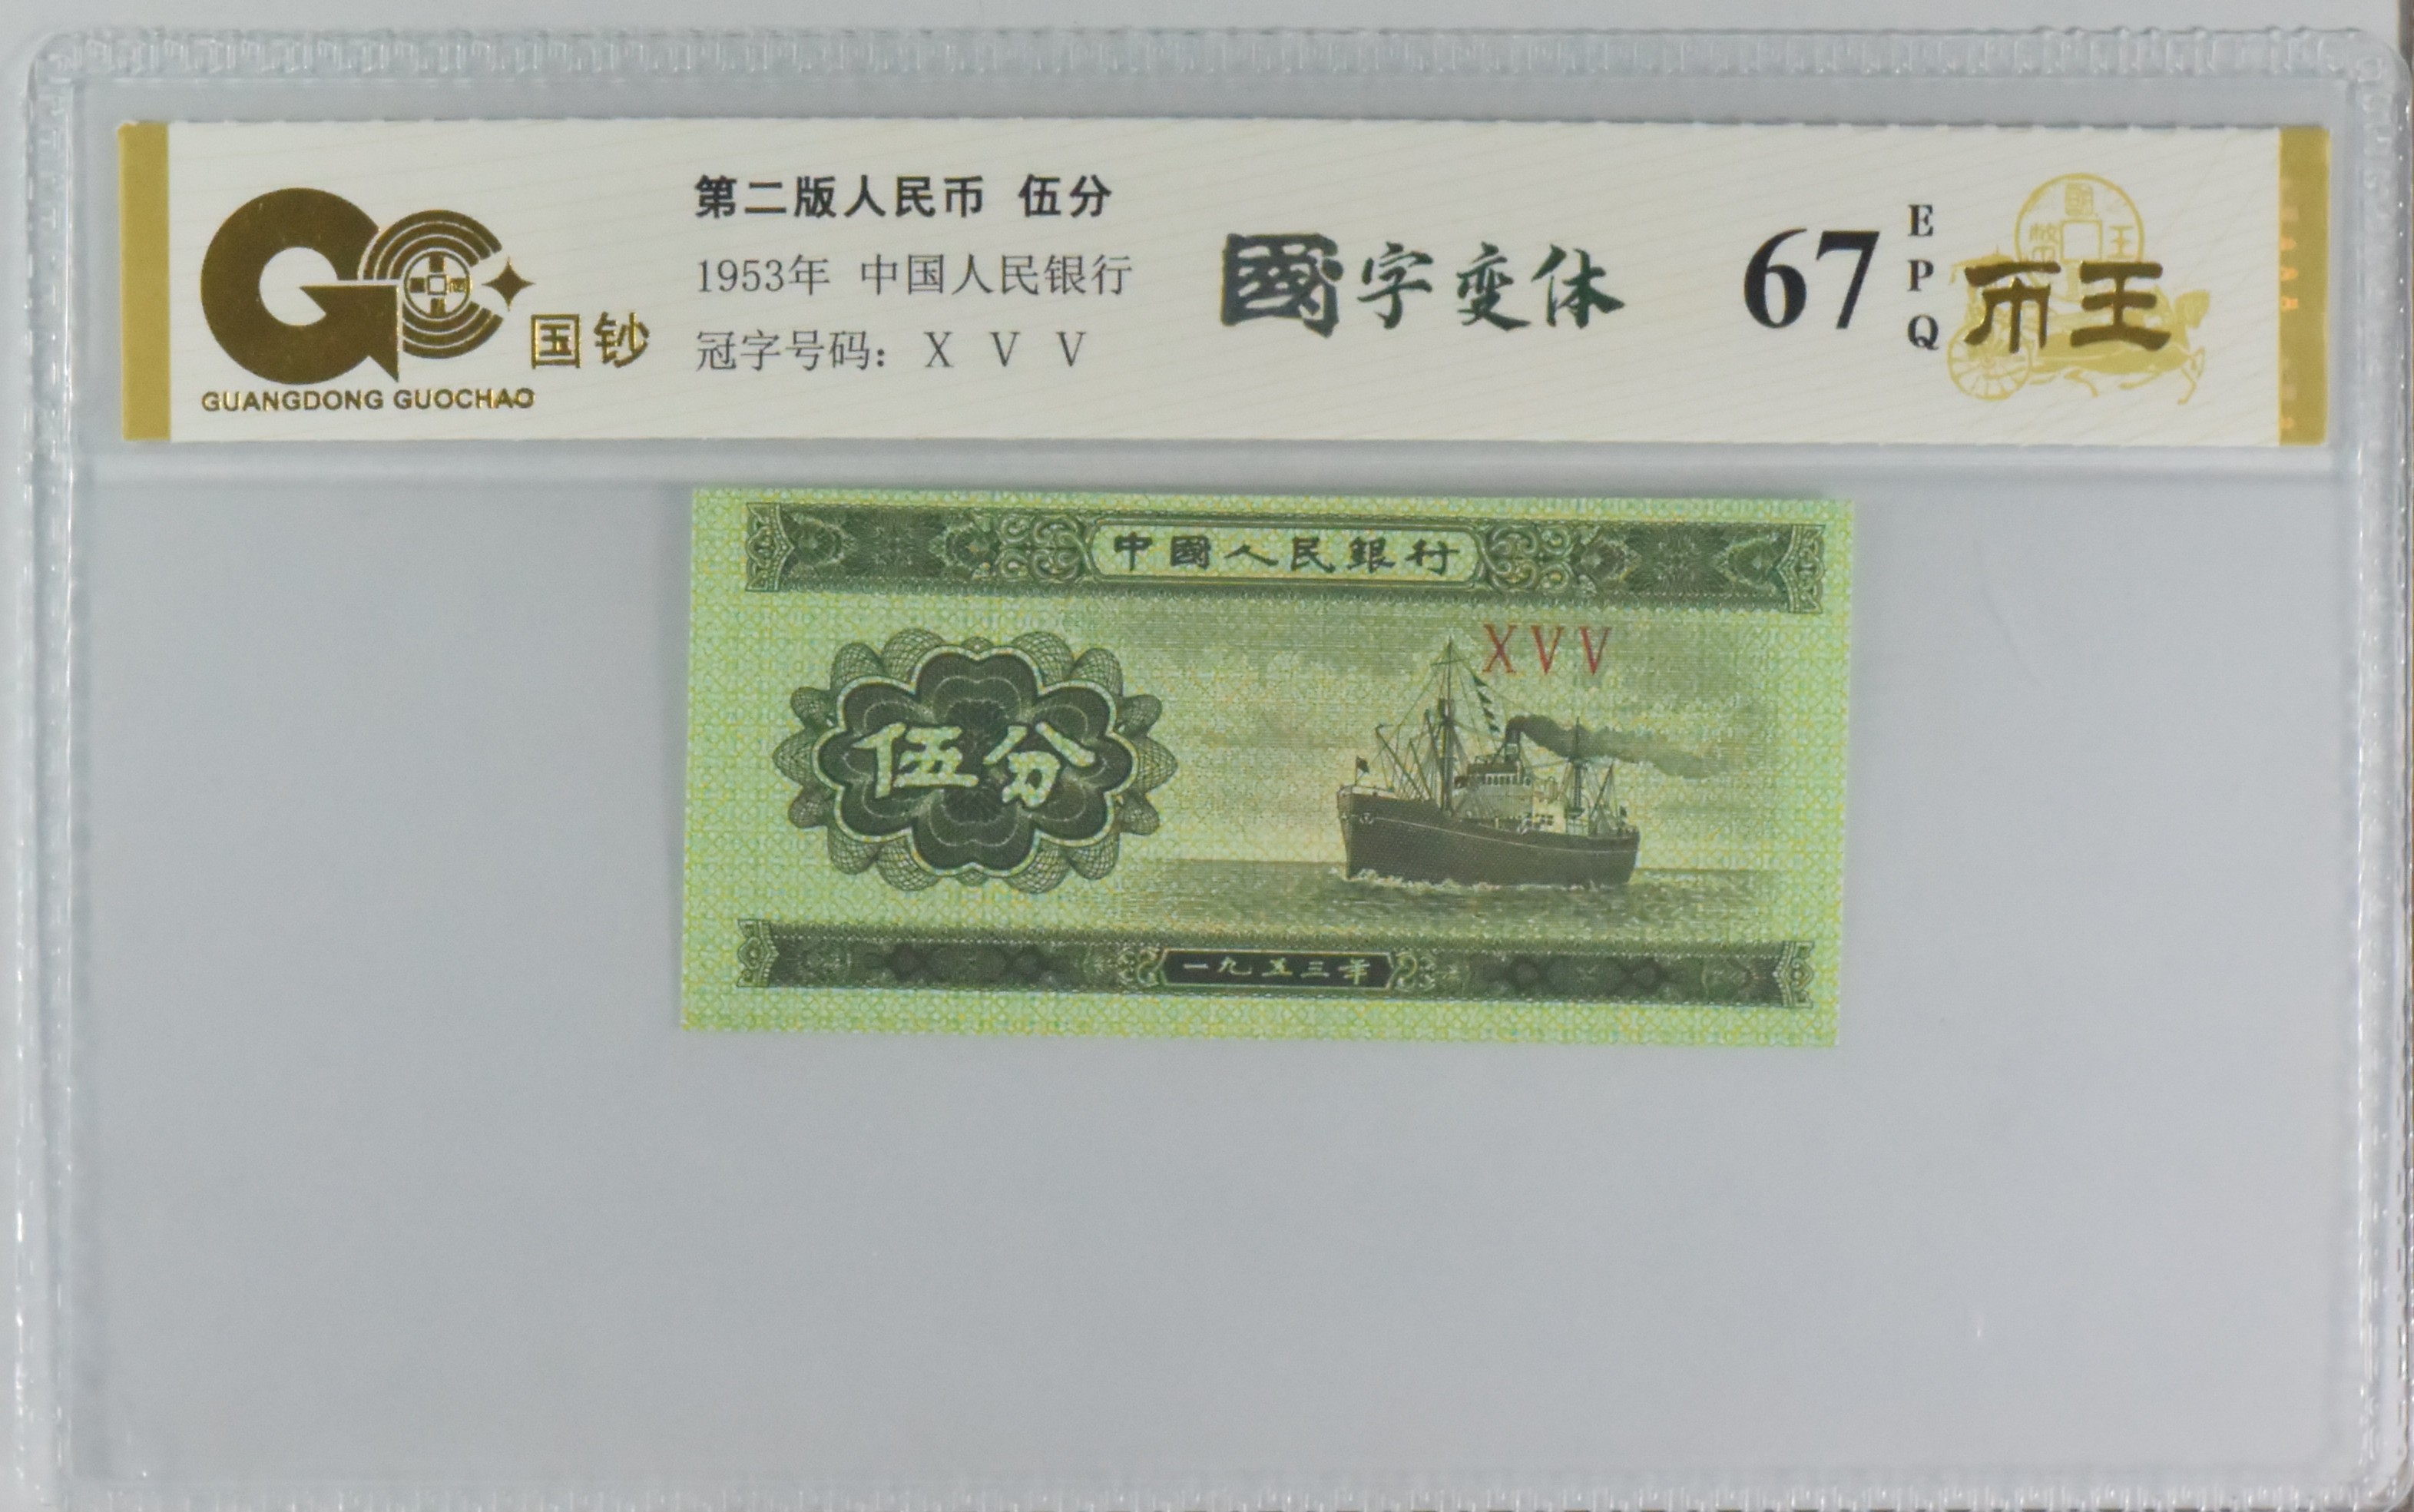 国钞
GUANGDONG GUOCHAO
第二版人民币 伍分
1953年 中国人民银行
冠字号码： X V V
國字变体
67
EPQ
币王
中國人民銀行
X V V
伍分
一九五三年